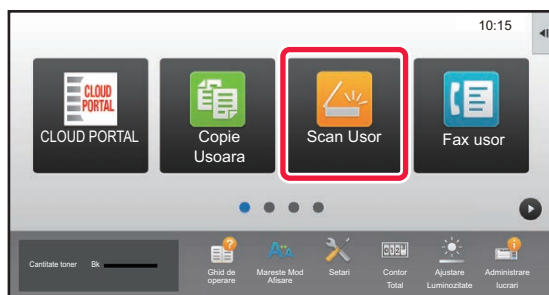 10:15
CLOUD
PORTAL
CLOUD PORTAL
Copie
Usoara
Scan Usor
Fax usor
Cantitate toner Bk
Ghid de
operare
Mareste Mod
Afisare
Setari
Contor
Total
Ajustare
Luminozitate
Administrare
lucrari